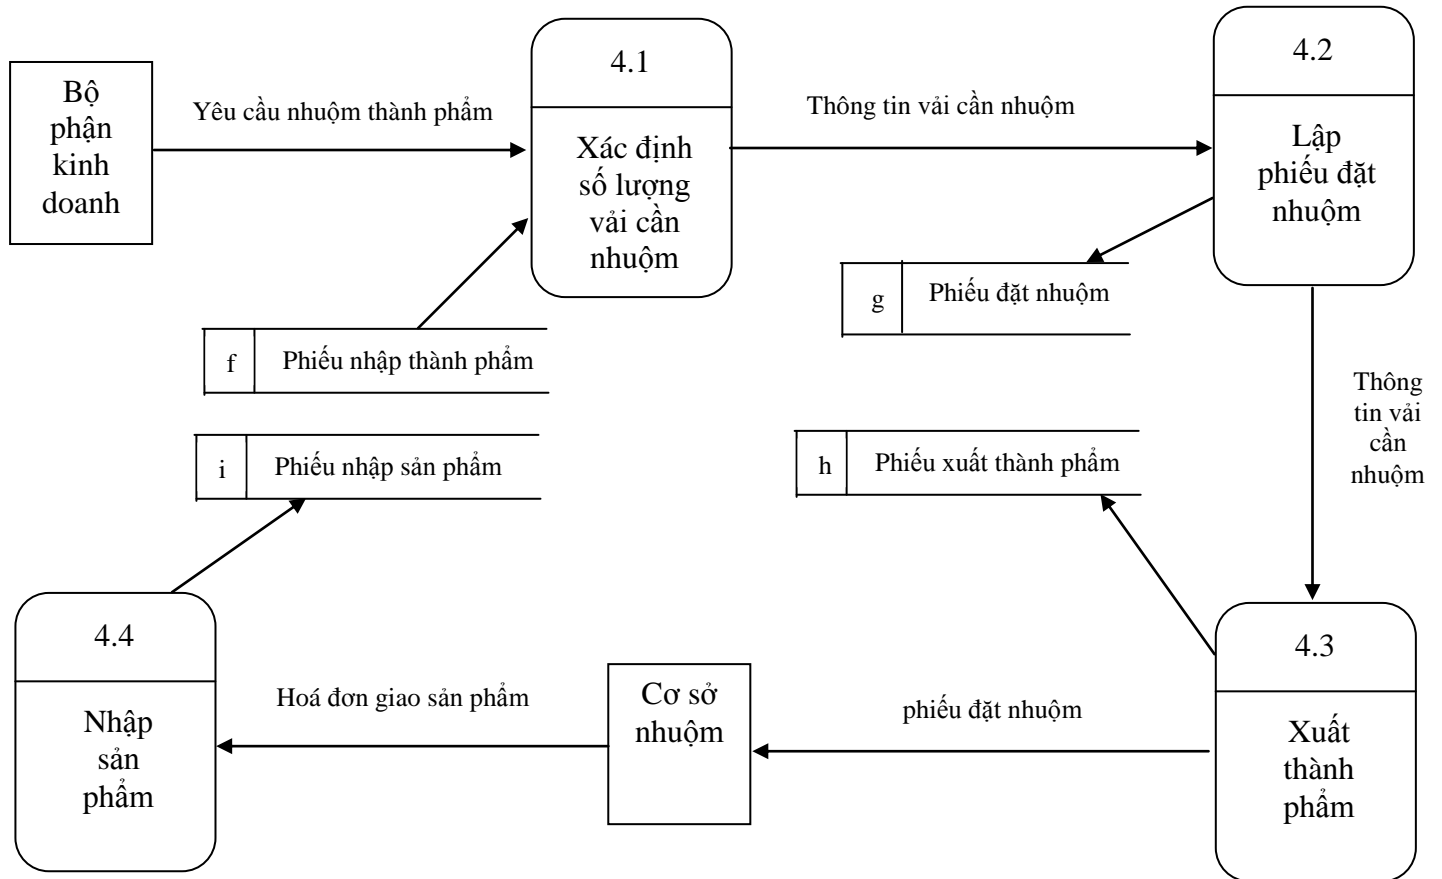 4.1
4.2
Bộ
phận
kinh
doanh
Yêu cầu nhuộm thành phẩm
Thông tin vải cần nhuộm
Xác định
số lượng
vải cần
nhuộm
Lập
phiếu đặt
nhuộm
g
Phiếu đặt nhuộm
f
Phiếu nhập thành phẩm
Thông
tin vải
cần
nhuộm
i
Phiếu nhập sản phẩm
h
Phiếu xuất thành phẩm
4.4
Nhập
sản
phẩm
Hoá đơn giao sản phẩm
Cơ sở
nhuộm
phiếu đặt nhuộm
4.3
Xuất
thành
phẩm